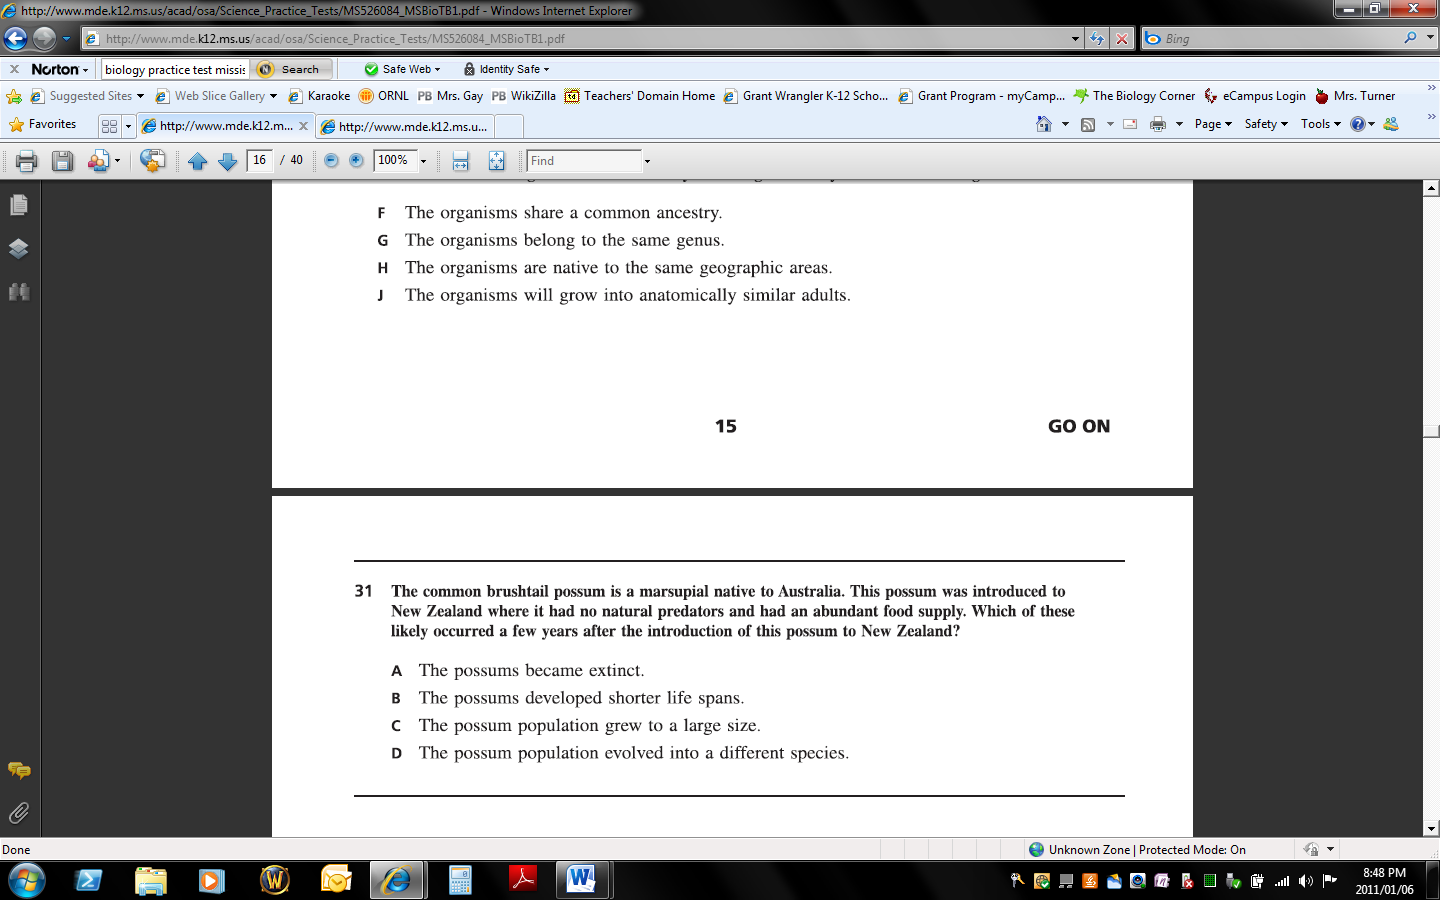 http://www.mde.k12.ms.us/acad/osa/Science_Practice_Tests/MS526084_MSBioTB1.pdf - Windows Internet Explorer
http://www.mde.k12.ms.us/acad/osa/Science_Practice_Tests/MS526084_MSBioTB1.pdf
Bing
X Norton biology practice test missis Search Safe Web Identity Safe
Suggested Sites Web Slice Gallery Karaoke ORNL PB Mrs. Gay PB WikiZilla td Teachers' Domain Home Grant Wrangler K-12 Scho... Grant Program - myCamp... The Biology Corner eCampus Login Mrs. Turner
Favorites http://www.mde.k12.m... http://www.mde.k12.ms.u... Page Safety Tools
16 / 40 100% Find
F The organisms share a common ancestry.
G The organisms belong to the same genus.
H The organisms are native to the same geographic areas.
J The organisms will grow into anatomically similar adults.
15 GO ON
31 The common brushtail possum is a marsupial native to Australia. This possum was introduced to
New Zealand where it had no natural predators and had an abundant food supply. Which of these
likely occurred a few years after the introduction of this possum to New Zealand?
A The possums became extinct.
B The possums developed shorter life spans.
C The possum population grew to a large size.
D The possum population evolved into a different species.
Done Unknown Zone | Protected Mode: On
8:48 PM
2011/01/06